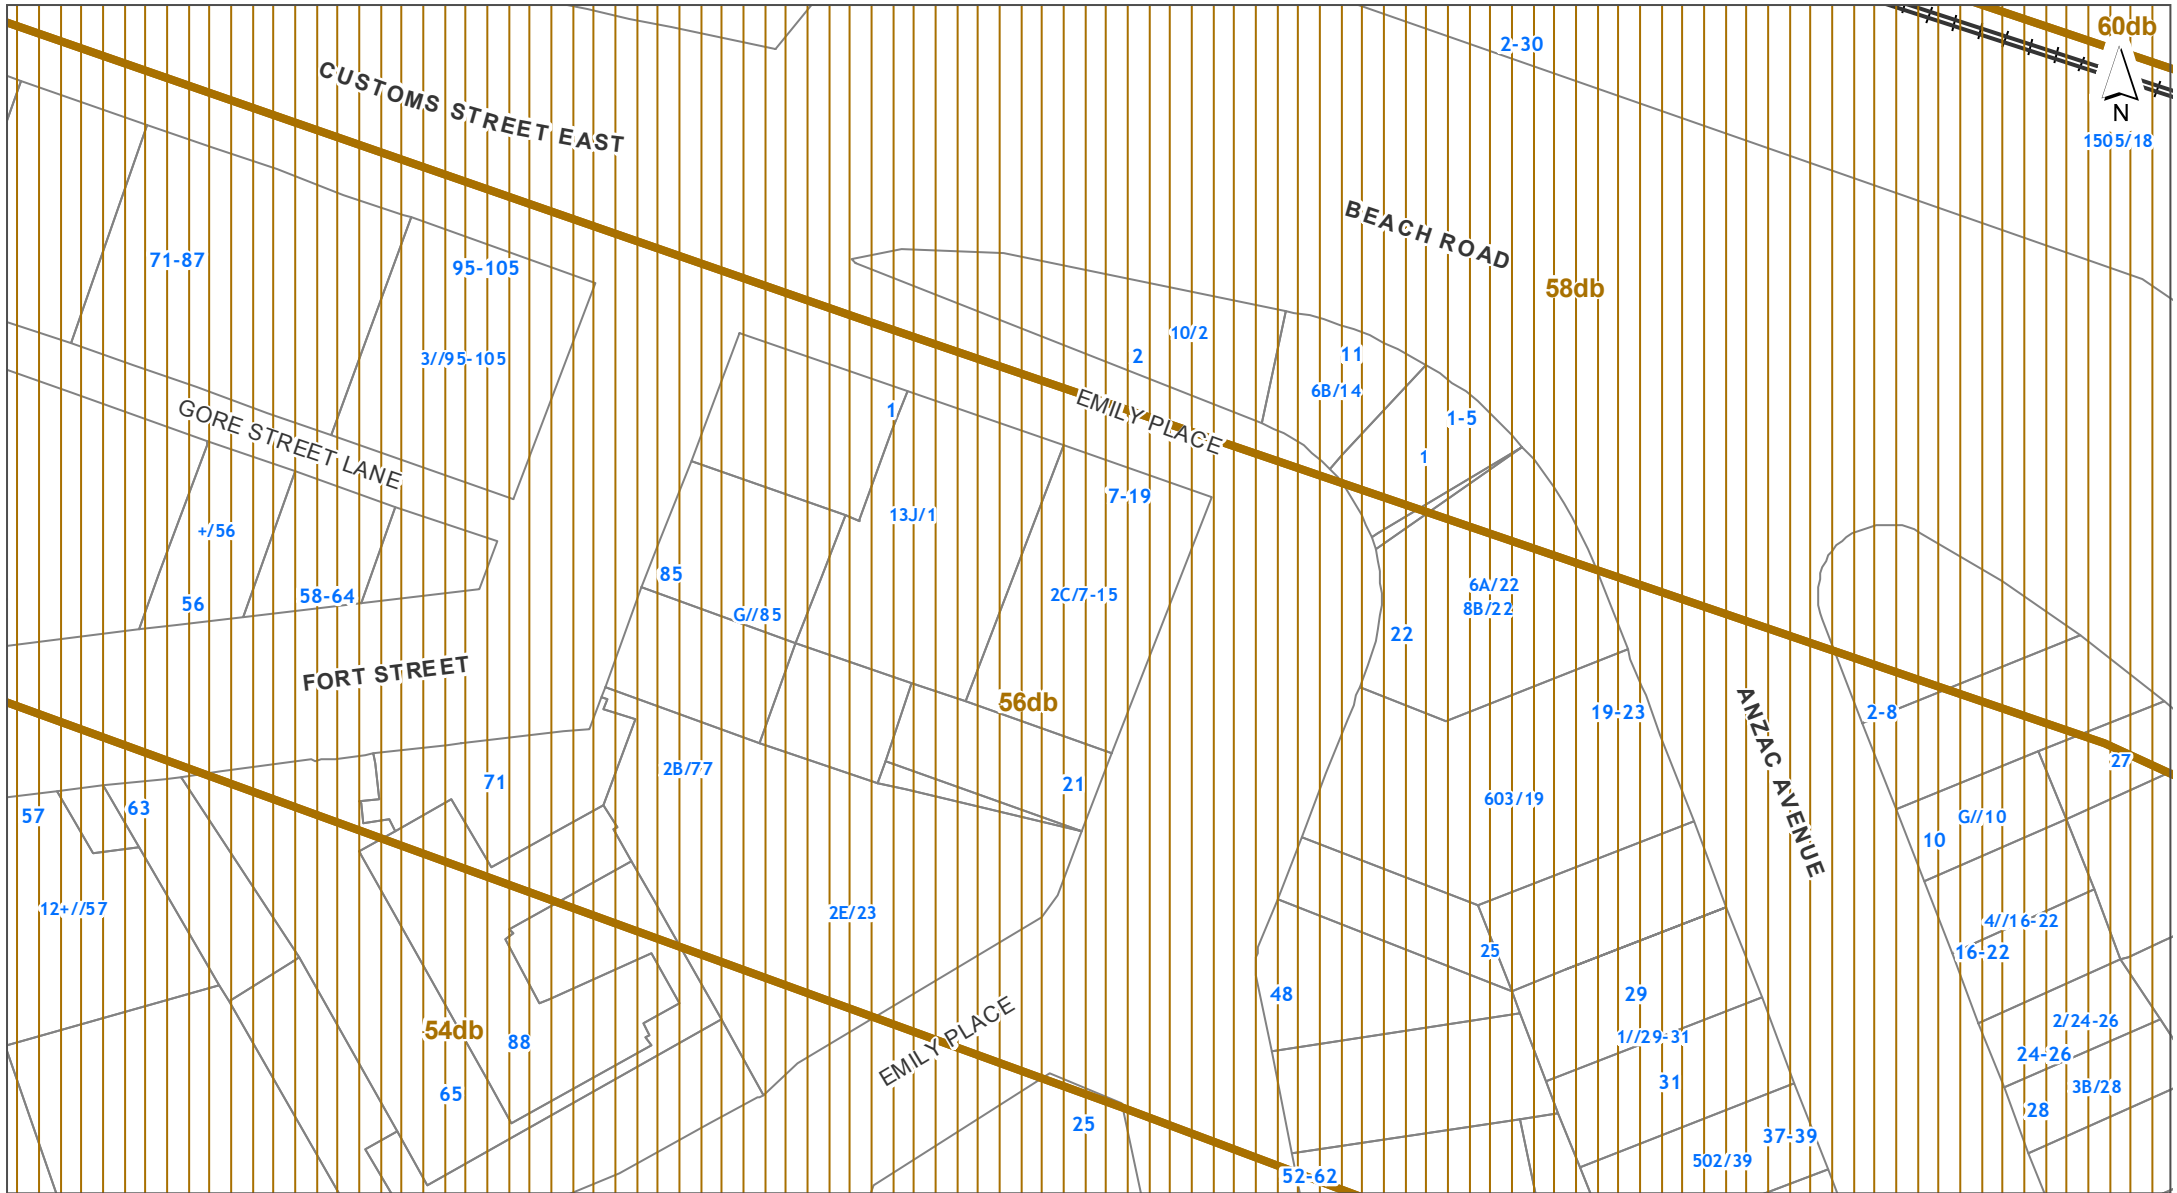 60db
2-30
N
1505/18
CUSTOMS STREET EAST
BEACH ROAD
71-87
95-105
58db
10/2
2
11
3//95-105
6B/14
EMILY PLACE
1
1-5
GORE STREET LANE
1
7-19
13J/1
+/56
85
6A/22
2C/7-15
58-64
56
8B/22
G//85
22
FORT STREET
56db
19-23
2-8
ANZAC AVENUE
27
2B/77
71
21
603/19
57
63
G//10
10
12+//57
2E/23
4//16-22
25
16-22
48
29
2/24-26
54db
EMILY PLACE
1//29-31
88
24-26
31
3B/28
65
28
25
37-39
502/39
52-62